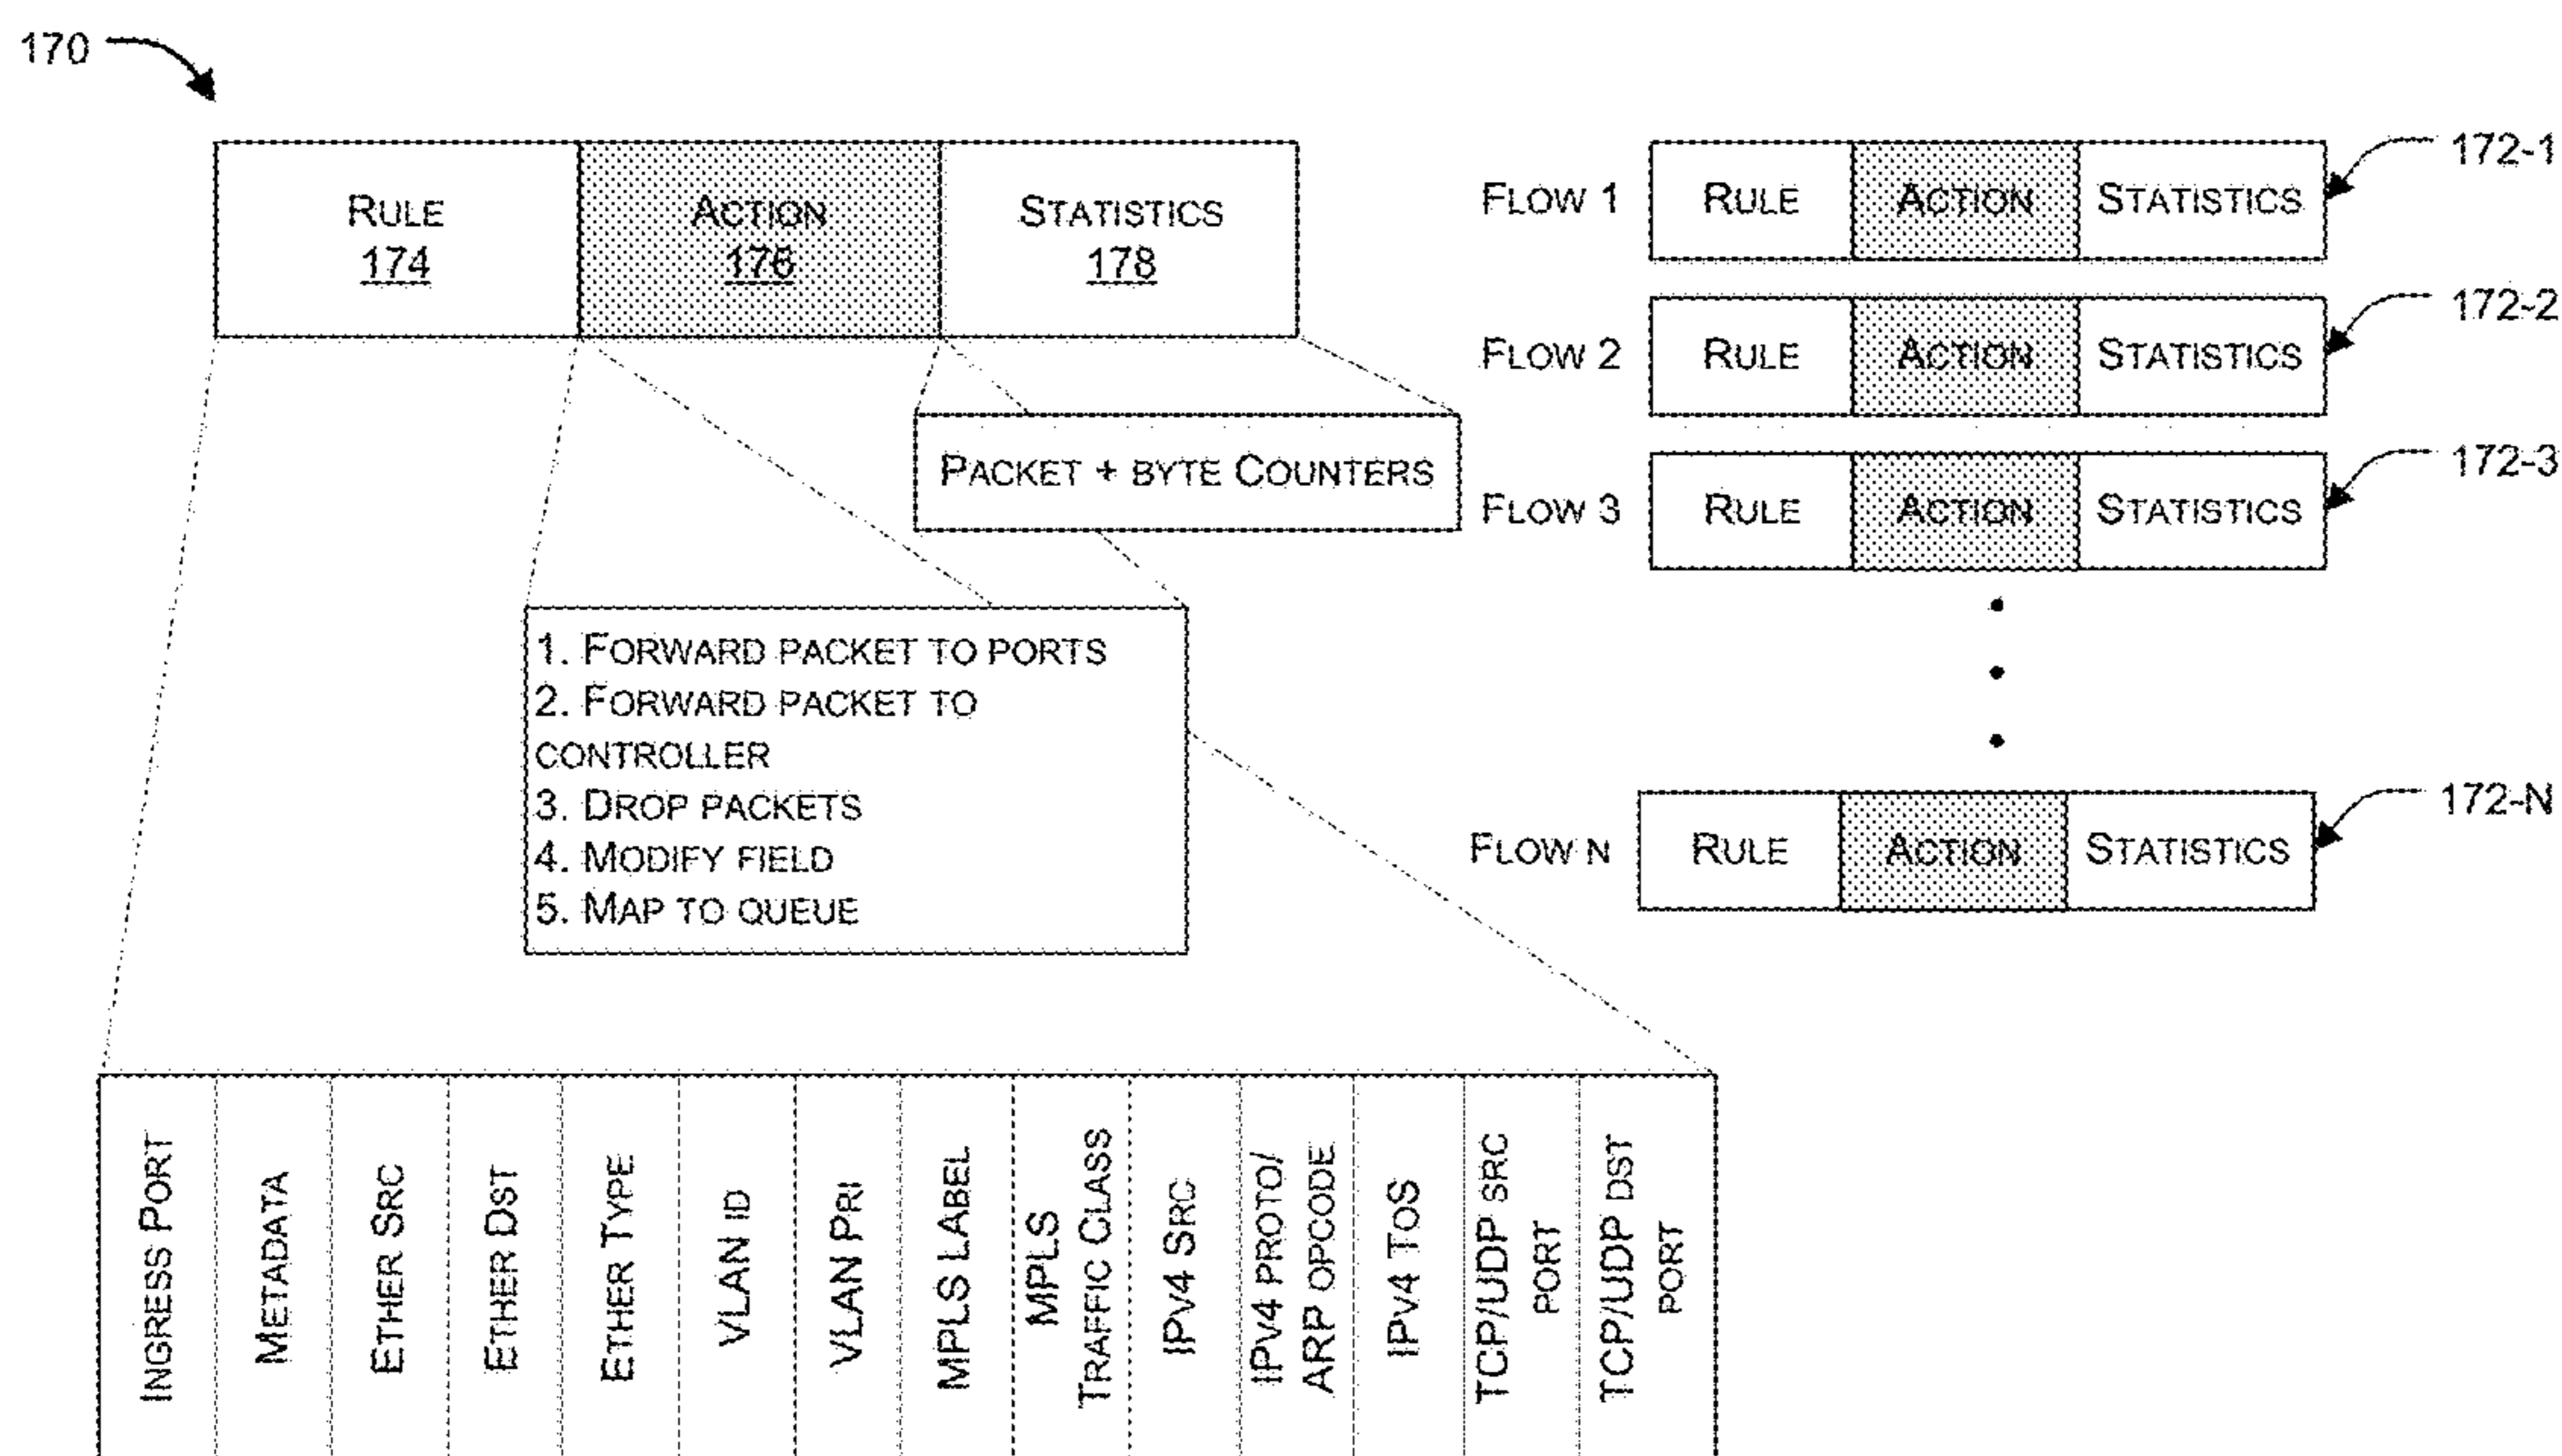 170
RULE
174
ACTION
176
STATISTICS
178
PACKET + BYTE COUNTERS
1. FORWARD PACKET TO PORTS
2. FORWARD PACKET TO
CONTROLLER
3. DROP PACKETS
4. MODIFY FIELD
5. MAP TO QUEUE
FLOW 1
RULE
ACTION
STATISTICS
172-1
FLOW 2
RULE
ACTION
STATISTICS
172-2
FLOW 3
RULE
ACTION
STATISTICS
172-3
FLOW N
RULE
ACTION
STATISTICS
172-N
INGRESS PORT
METADATA
ETHER SRC
ETHER DST
ETHER TYPE
VLAN ID
VLAN PRI
MPLS LABEL
MPLS
TRAFFIC CLASS
IPV4 SRC
IPV4 PROTO/
ARP OPCODE
IPV4 TOS
TCP/UDP SRC
PORT
TCP/UDP DST
PORT